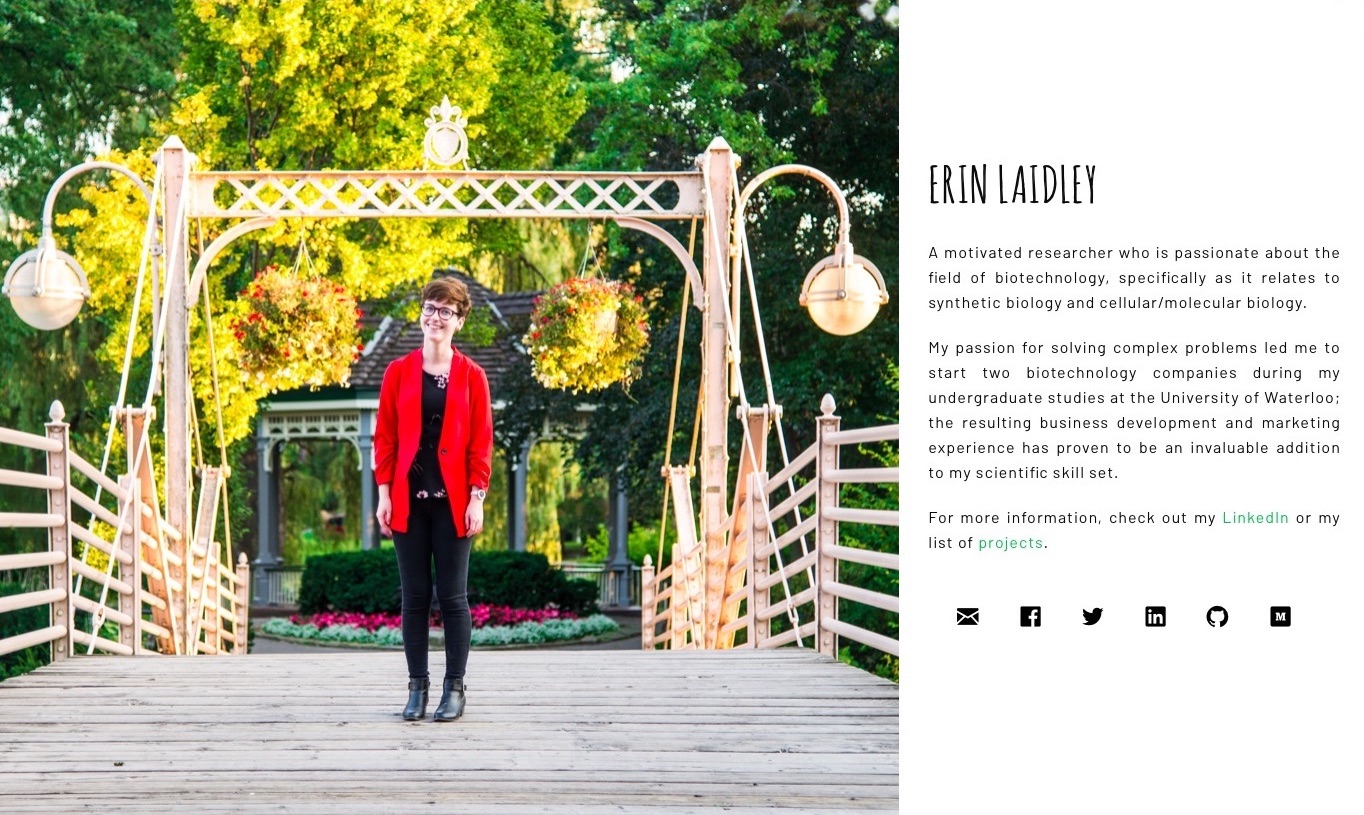 ERIN LAIDLEY
A motivated researcher who is passionate about the
field of biotechnology, specifically as it relates to
synthetic biology and cellular/molecular biology.
My passion for solving complex problems led me to
start two biotechnology companies during my
undergraduate studies at the University of Waterloo;
the resulting business development and marketing
experience has proven to be an invaluable addition
to my scientific skill set.
For more information, check out my LinkedIn or my
list of projects.
in M